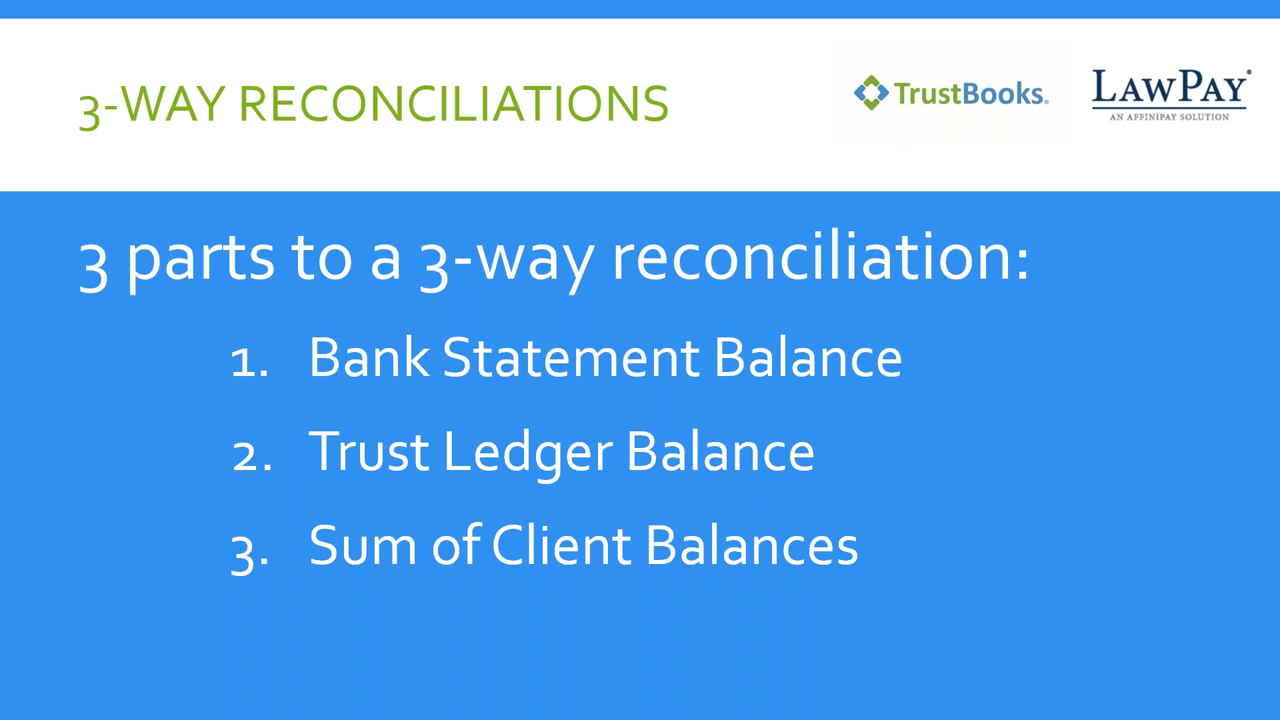 3-WAY RECONCILIATIONS
TrustBooks®
LAWPAY®
AN AFFINIPAY SOLUTION
3 parts to a 3-way reconciliation:
1. Bank Statement Balance
2. Trust Ledger Balance
3. Sum of Client Balances